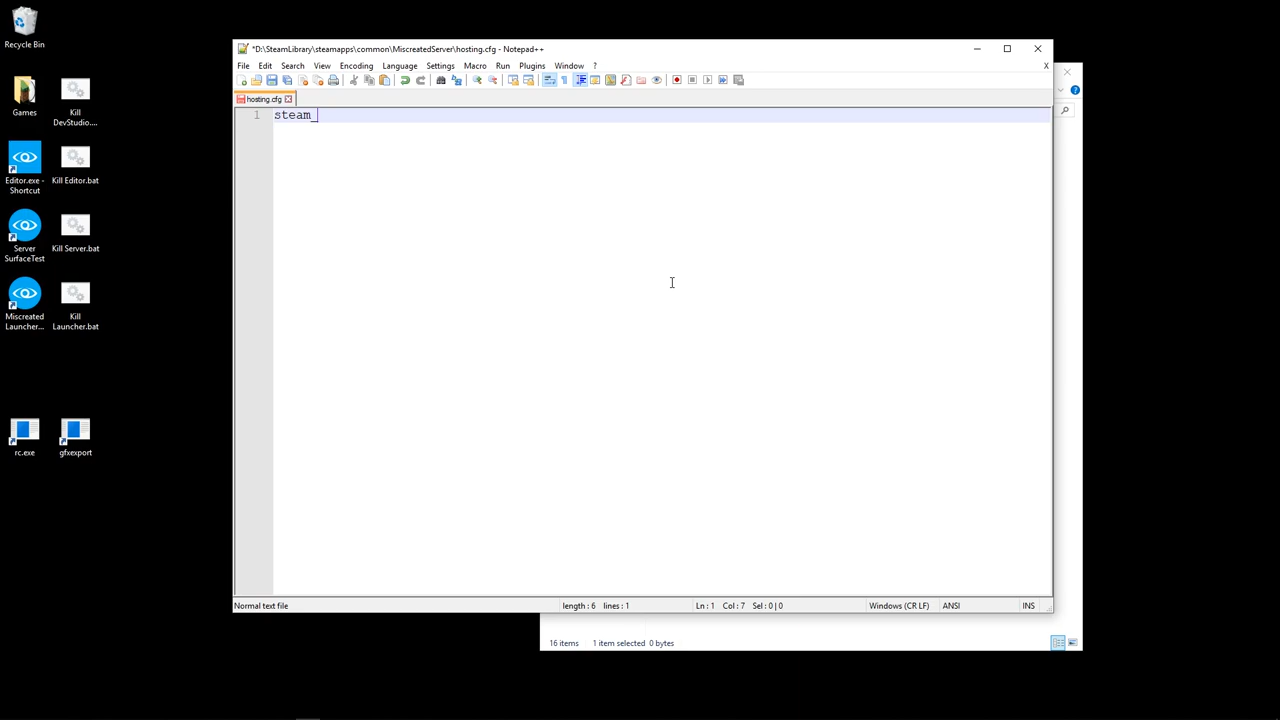 Recycle Bin
Games
Kill
DevStudio....
Editor.exe -
Shortcut
Kill Editor.bat
Server
SurfaceTest
Kill Server.bat
Miscreated
Launcher...
Kill
Launcher.bat
rc.exe
gfxexport
*D:\SteamLibrary\steamapps\common\MiscreatedServer\hosting.cfg - Notepad++
File Edit Search View Encoding Language Settings Macro Run Plugins Window ? X
hosting.cfg
1 steam_
Normal text file length : 6 lines : 1 Ln : 1 Col : 7 Sel : 0 | 0 Windows (CR LF) ANSI INS
16 items 1 item selected 0 bytes